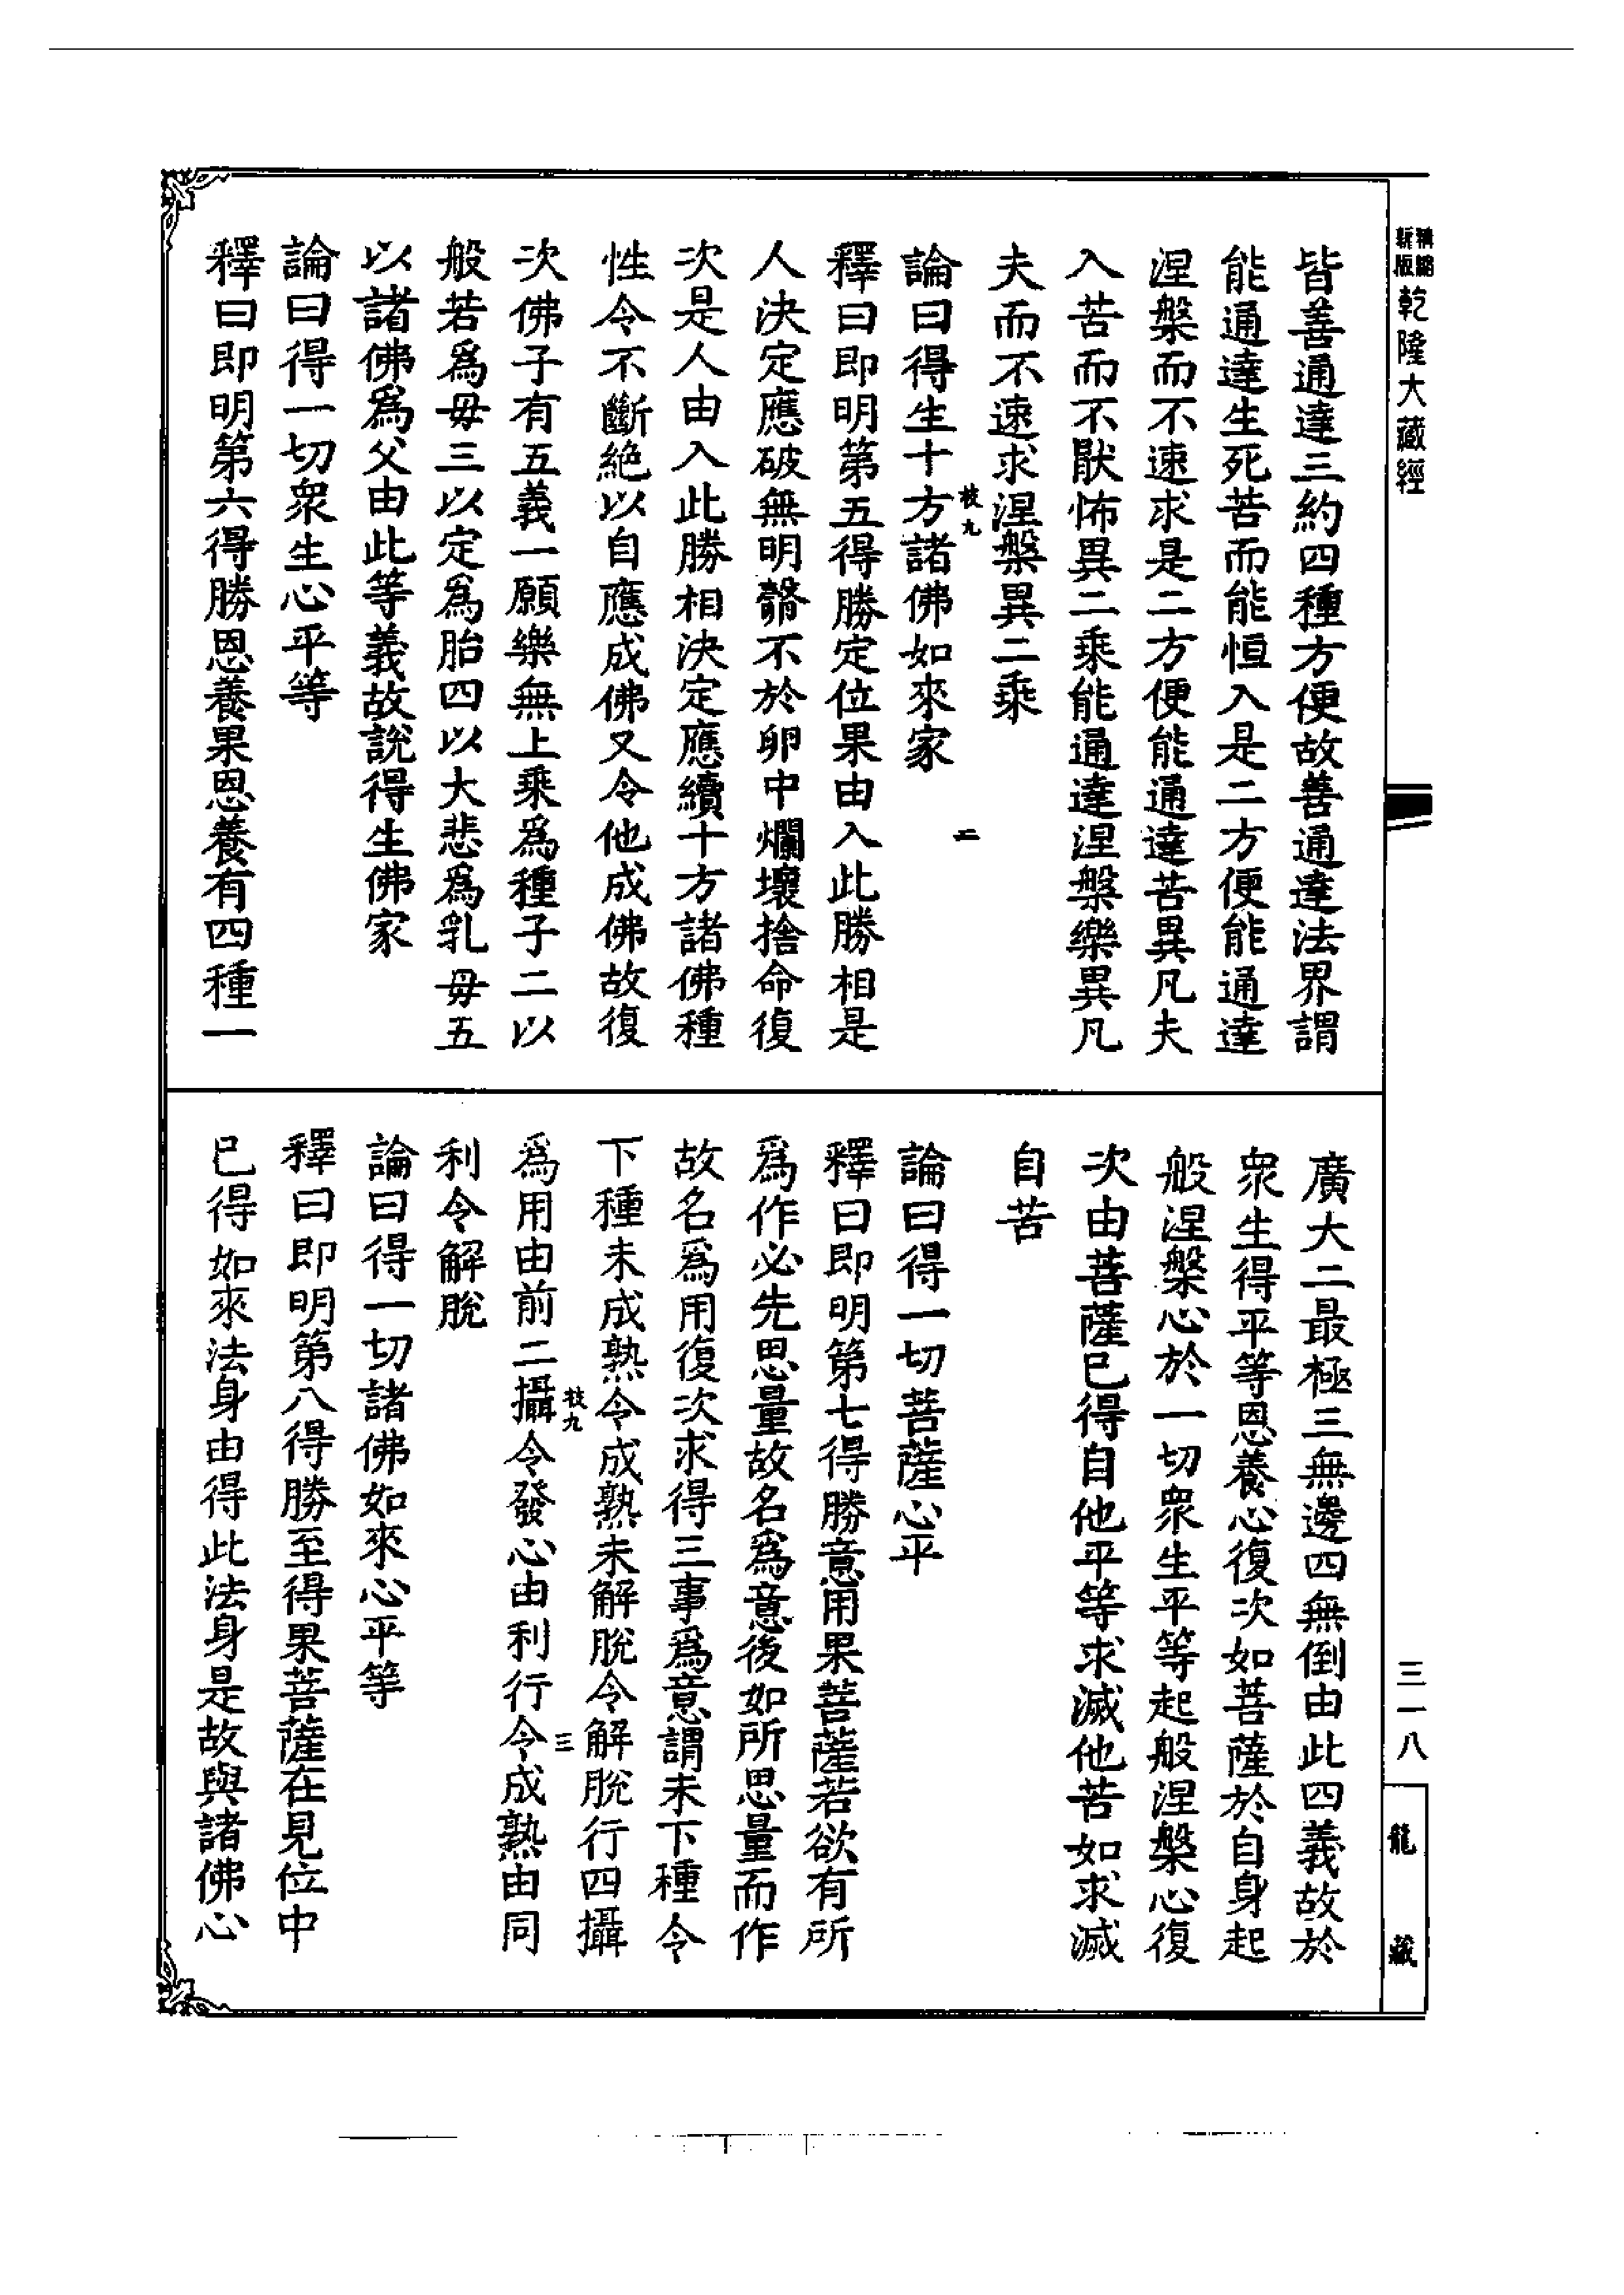 精縮
新版
乾隆大藏經
皆善通達三約四種方便故善通達法界謂
能通達生死苦而能恒入是二方便能通達
涅槃而不速求是二方便能通達苦異凡夫
入苦而不厭怖異二乘能通達涅槃樂異凡
夫而不速求涅槃異二乘
論曰得生十方諸佛如來家
枝九
二
釋曰即明第五得勝定位果由入此勝相是
人決定應破無明㲉不於卵中爛壞捨命復
次是人由入此勝相決定應續十方諸佛種
性令不斷絕以自應成佛又令他成佛故復
次佛子有五義一願樂無上乘爲種子二以
般若爲母三以定爲胎四以大悲爲乳母五
以諸佛爲父由此等義故說得生佛家
論曰得一切衆生心平等
釋曰即明第六得勝恩養果恩養有四種一
廣大二最極三無邊四無倒由此四義故於
衆生得平等恩養心復次如菩薩於自身起
般涅槃心於一切衆生平等起般涅槃心復
次由菩薩已得自他平等求滅他苦如求滅
自苦
論曰得一切菩薩心平
釋曰即明第七得勝意用果菩薩若欲有所
爲作必先思量故名爲意後如所思量而作
故名爲用復次求得三事爲意謂未下種令
下種未成熟令成熟未解脫令解脫行四攝
爲用由前二攝令發心由利行令成熟由同
枝九
三
利令解脫
論曰得一切諸佛如來心平等
釋曰即明第八得勝至得果菩薩在見位中
已得如來法身由得此法身是故與諸佛心
三一八
龍藏